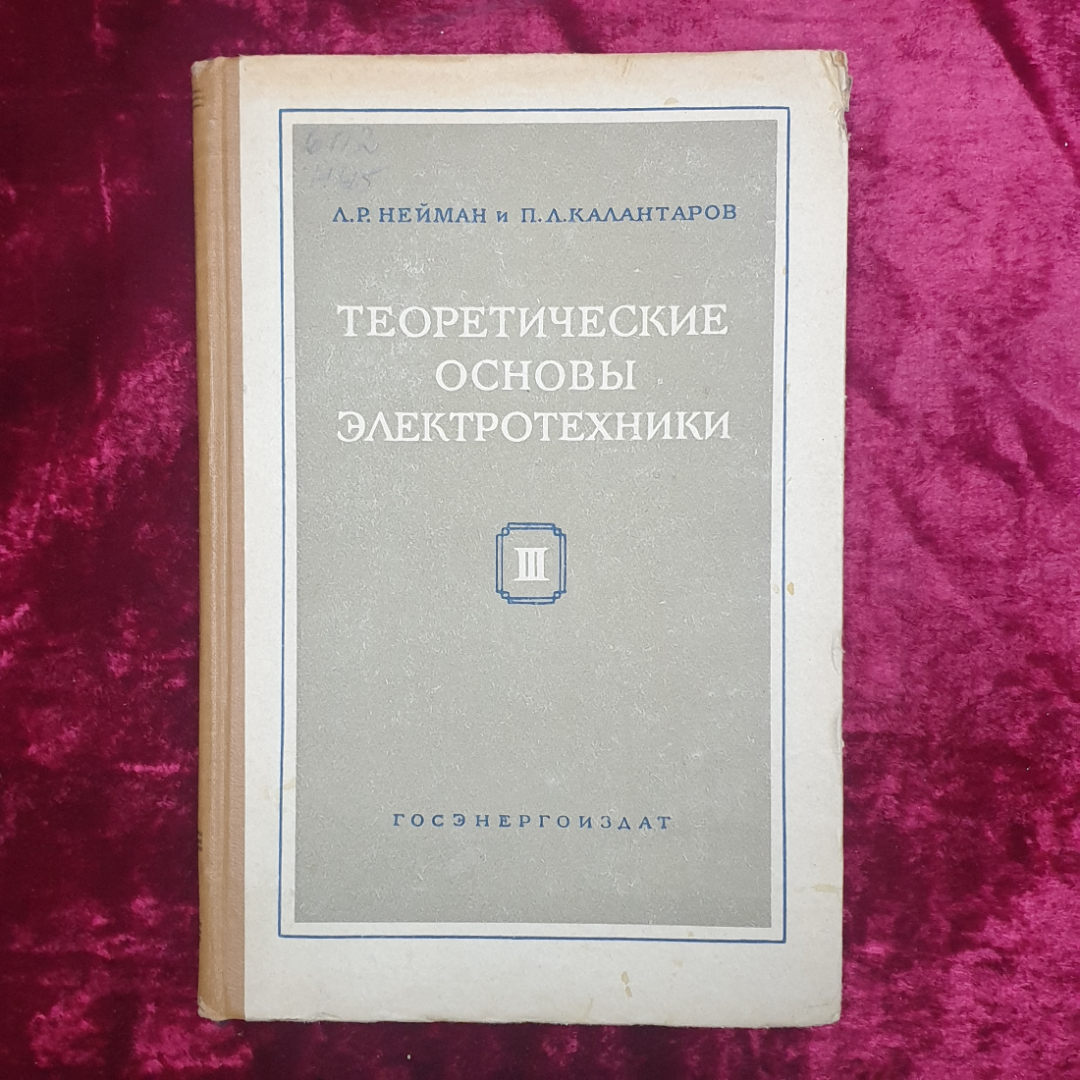 Л.Р. НЕЙМАН и П.Л. КАЛАНТАРОВ
ТЕОРЕТИЧЕСКИЕ
ОСНОВЫ
ЭЛЕКТРОТЕХНИКИ
III
ГОСЭНЕРГОИЗДАТ